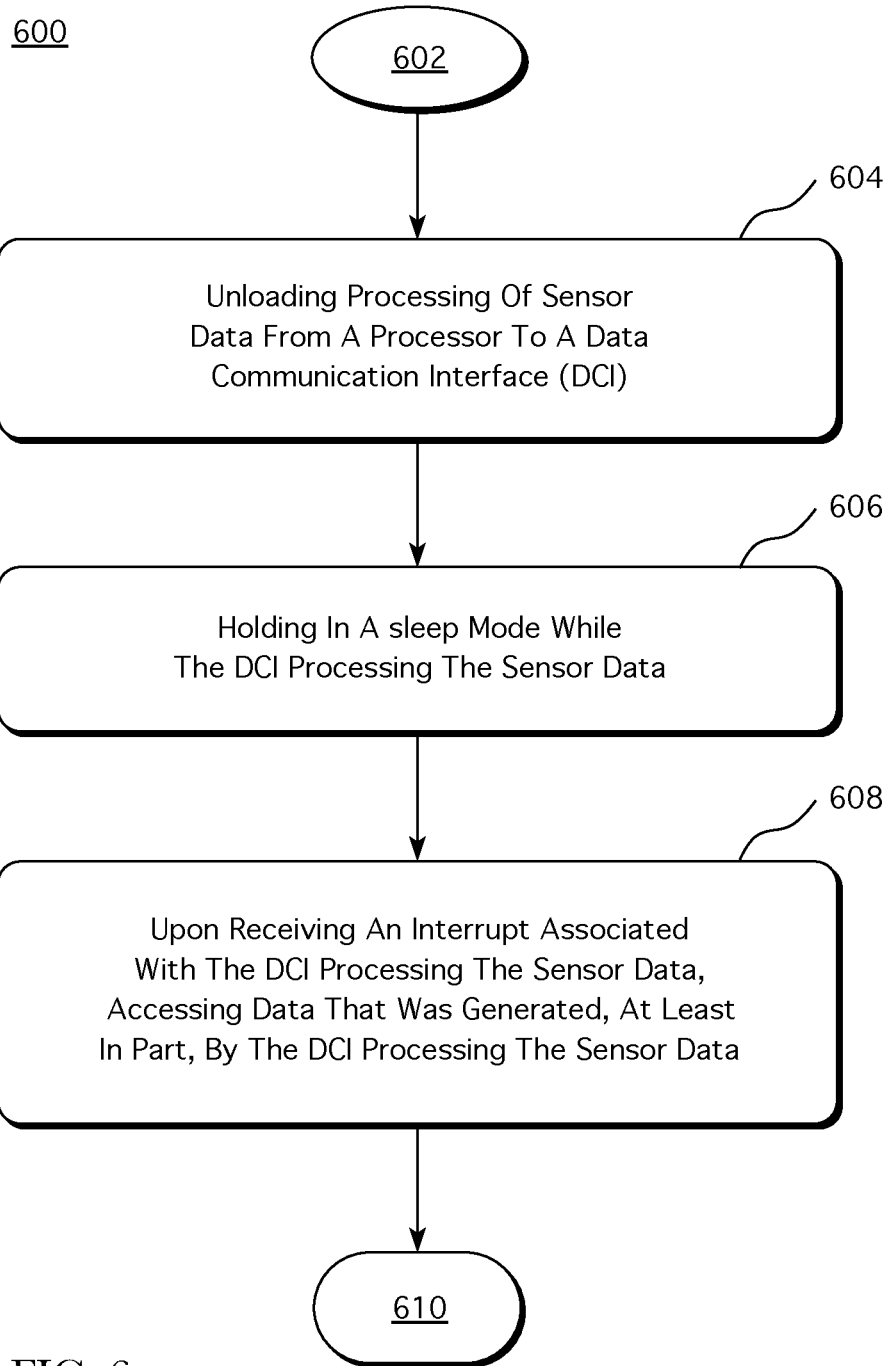 600
602
604
Unloading Processing Of Sensor
Data From A Processor To A Data
Communication Interface (DCI)
606
Holding In A sleep Mode While
The DCI Processing The Sensor Data
608
Upon Receiving An Interrupt Associated
With The DCI Processing The Sensor Data,
Accessing Data That Was Generated, At Least
In Part, By The DCI Processing The Sensor Data
610
FIG. 6